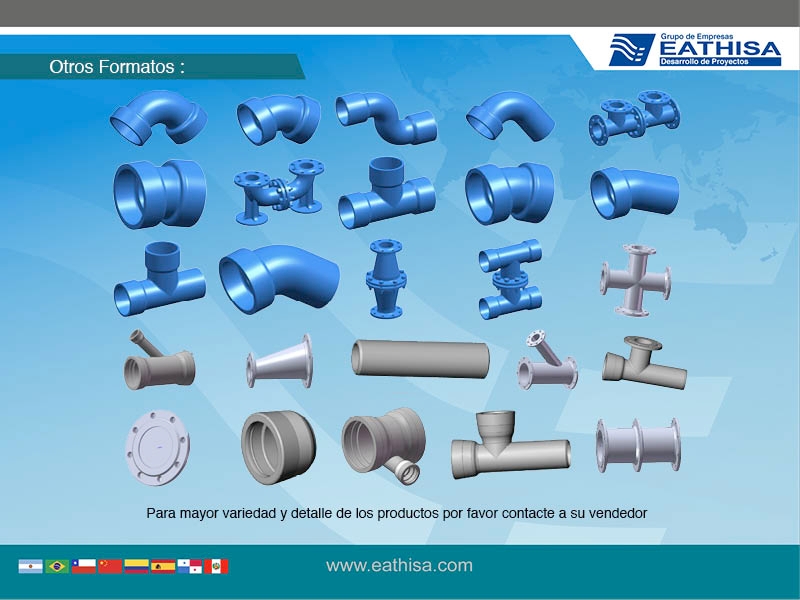 Grupo de Empresas
EATHISA
Desarrollo de Proyectos
Otros Formatos :
Para mayor variedad y detalle de los productos por favor contacte a su vendedor
www.eathisa.com